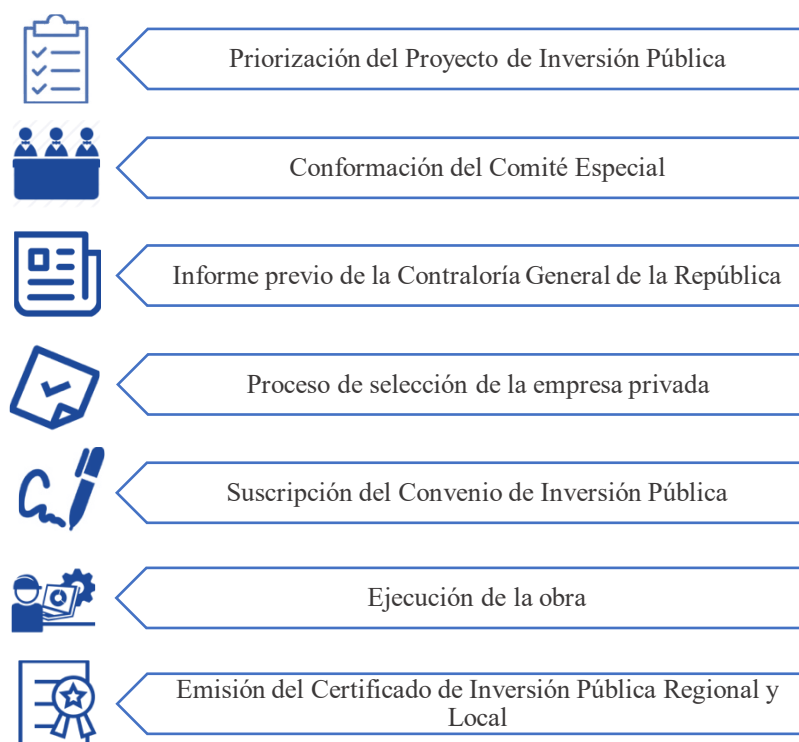 Priorización del Proyecto de Inversión Pública
Conformación del Comité Especial
Informe previo de la Contraloría General de la República
Proceso de selección de la empresa privada
Suscripción del Convenio de Inversión Pública
Ejecución de la obra
Emisión del Certificado de Inversión Pública Regional y
Local